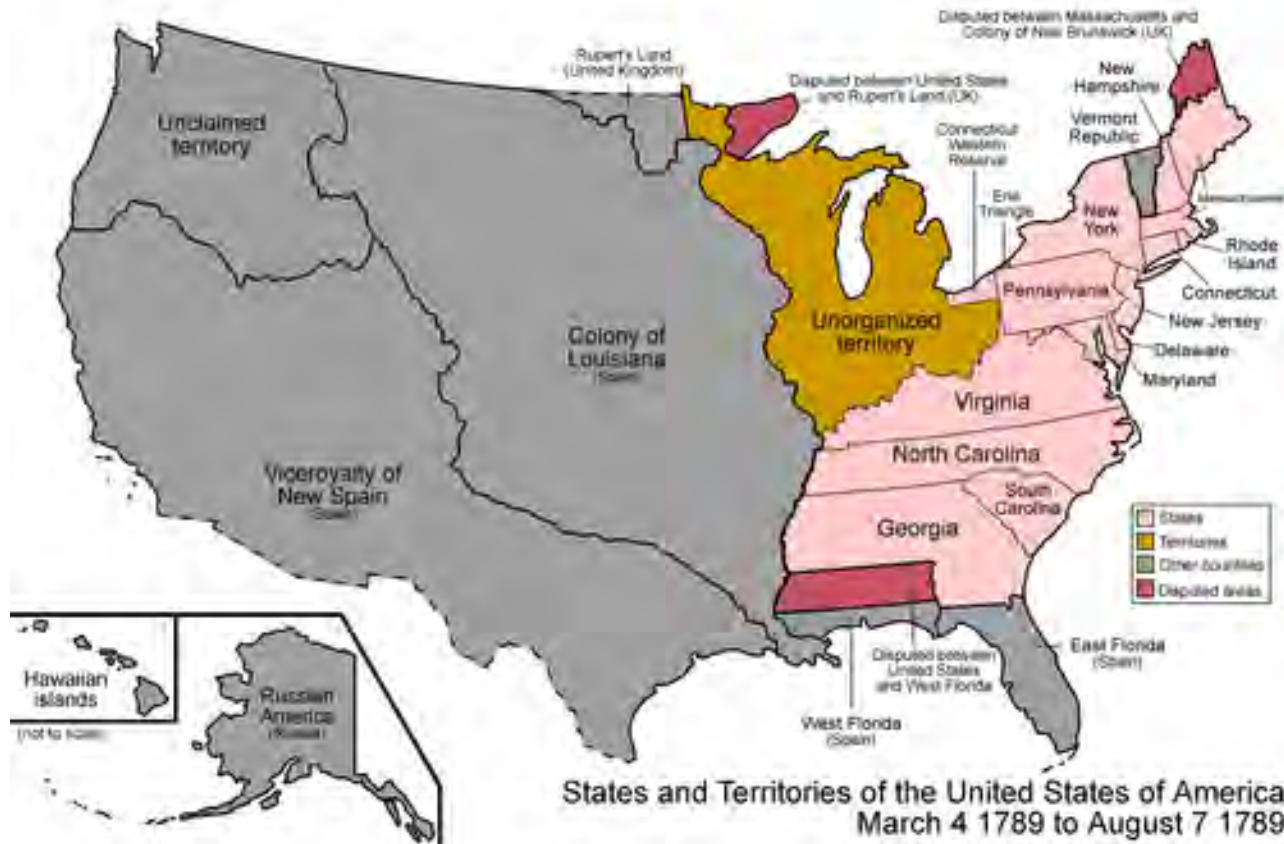 Disputed between Massachusetts and
Colony of New Brunswick (UK)
Rupert's Land
(United Kingdom)
Disputed between United States
and Rupert's Land (UK)
New
Hampshire
Vermont
Republic
Connecticut
Western
Reserve
Erie
Triangle
Unclaimed
territory
Massachusetts
New
York
Rhode
Island
Pennsylvania
Connecticut
New Jersey
Unorganized
territory
Delaware
Maryland
Colony of
Louisiana
(Spain)
Virginia
North Carolina
South
Carolina
Georgia
Viceroyalty of
New Spain
(Spain)
States
Territories
Other countries
Disputed areas
East Florida
(Spain)
Disputed between
United States
and West Florida
West Florida
(Spain)
Hawaiian
islands
(not to scale)
Russian
America
(Russia)
States and Territories of the United States of America
March 4 1789 to August 7 1789